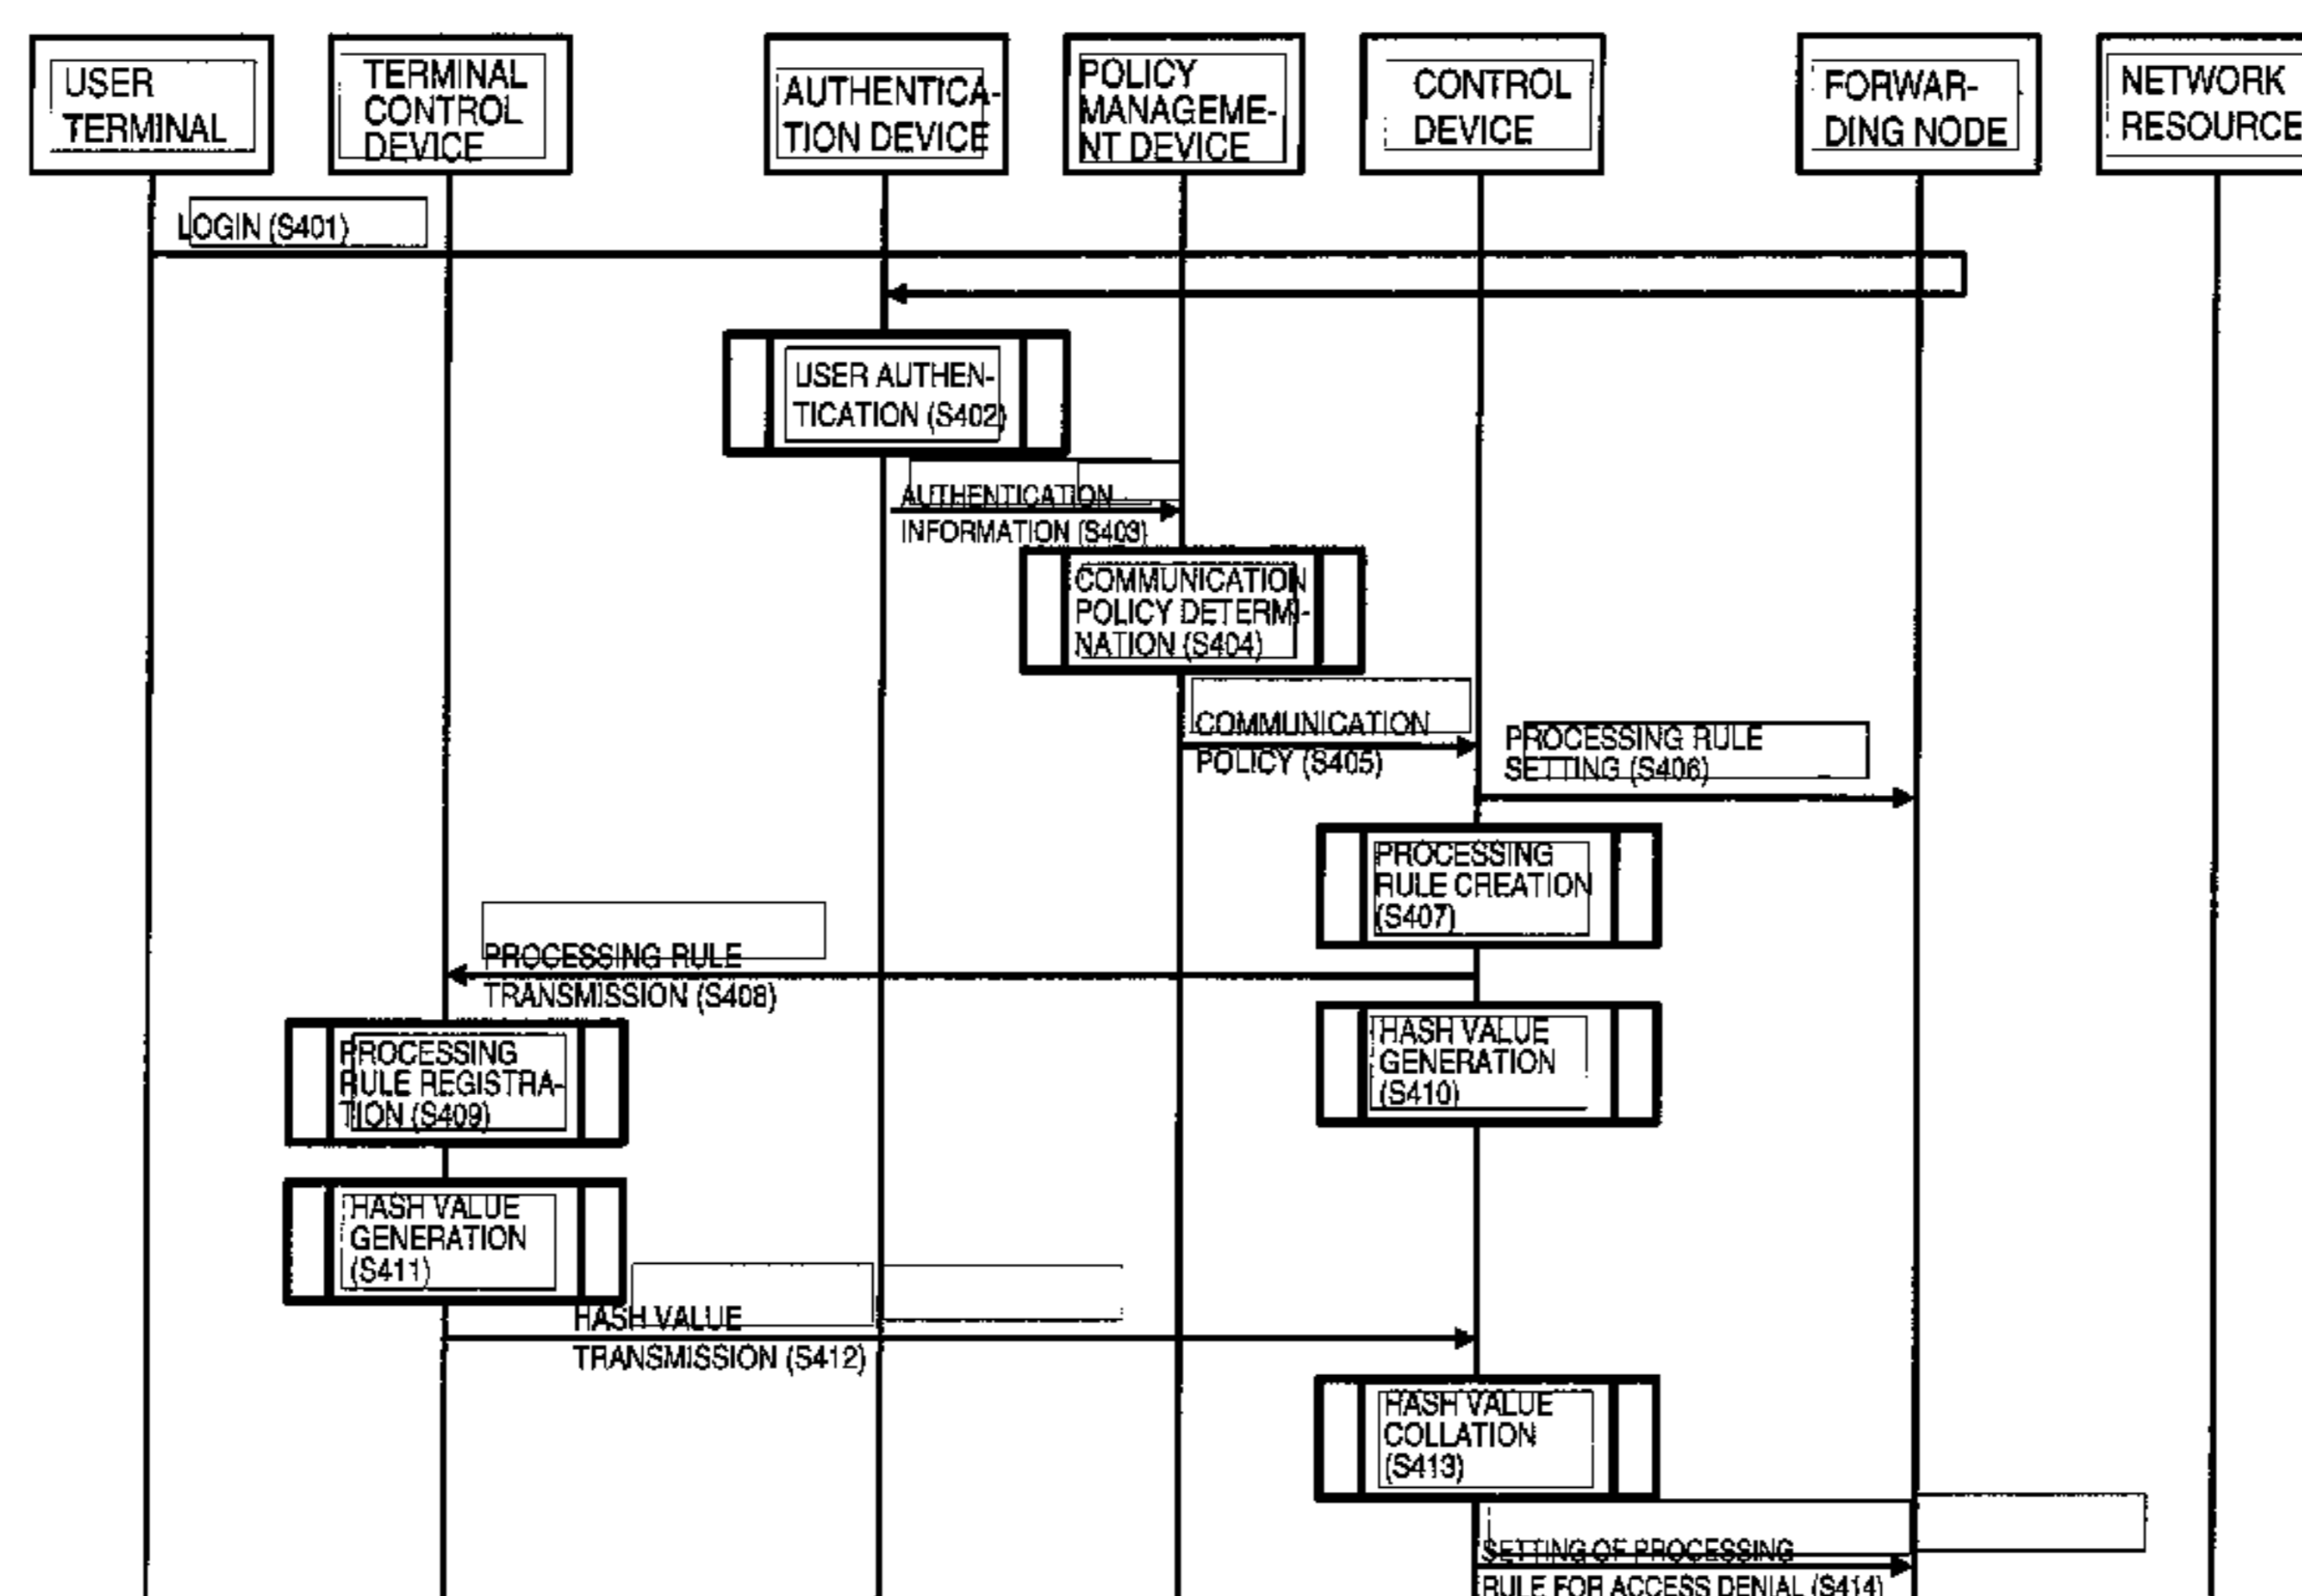 USER
TERMINAL
TERMINAL
CONTROL
DEVICE
AUTHENTICA-
TION DEVICE
POLICY
MANAGEME-
NT DEVICE
CONTROL
DEVICE
FORWAR-
DING NODE
NETWORK
RESOURCE
LOGIN (S401)
USER AUTHEN-
TICATION (S402)
AUTHENTICATION
INFORMATION (S403)
COMMUNICATION
POLICY DETERMI-
NATION (S404)
COMMUNICATION
POLICY (S405)
PROCESSING RULE
SETTING (S406)
PROCESSING
RULE CREATION
(S407)
PROCESSING RULE
TRANSMISSION (S408)
PROCESSING
RULE REGISTRA-
TION (S409)
HASH VALUE
GENERATION
(S410)
HASH VALUE
GENERATION
(S411)
HASH VALUE
TRANSMISSION (S412)
HASH VALUE
COLLATION
(S413)
SETTING OF PROCESSING
RULE FOR ACCESS DENIAL (S414)